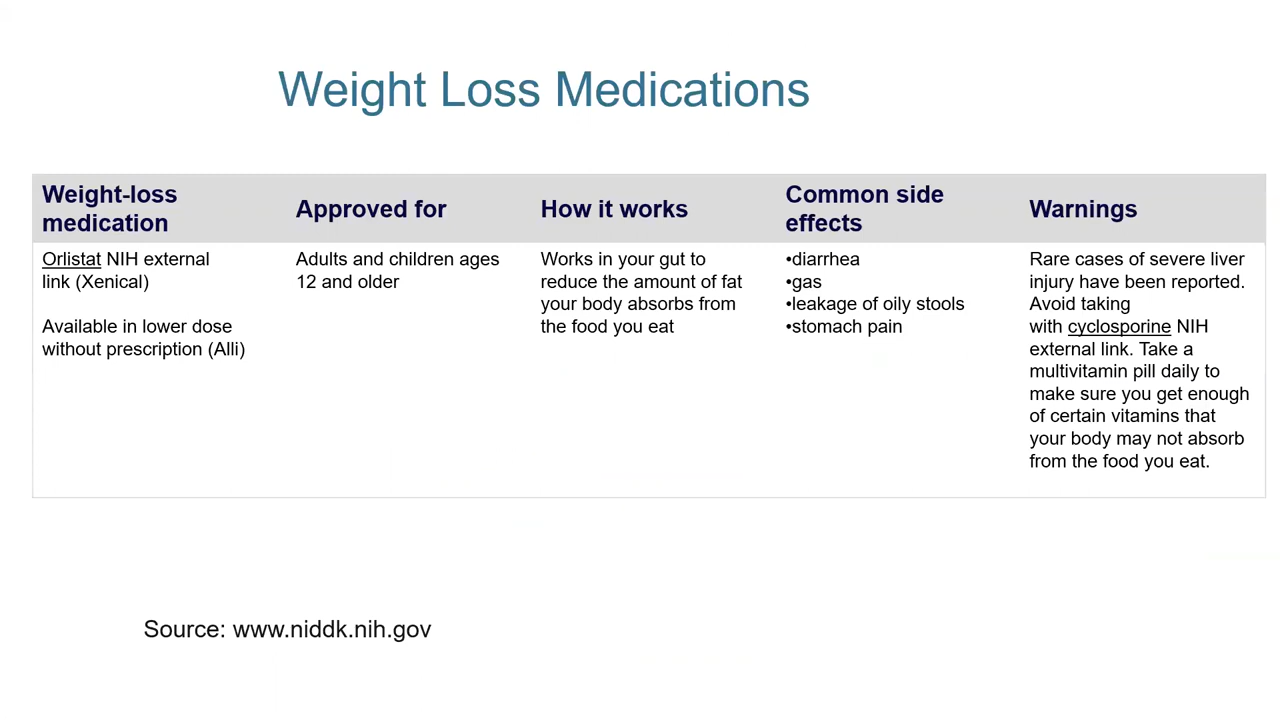 Weight Loss Medications
Weight-loss
medication
Approved for
How it works
Common side
effects
Warnings
Orlistat NIH external
link (Xenical)
Available in lower dose
without prescription (Alli)
Adults and children ages
12 and older
Works in your gut to
reduce the amount of fat
your body absorbs from
the food you eat
•diarrhea
•gas
•leakage of oily stools
•stomach pain
Rare cases of severe liver
injury have been reported.
Avoid taking
with cyclosporine NIH
external link. Take a
multivitamin pill daily to
make sure you get enough
of certain vitamins that
your body may not absorb
from the food you eat.
Source: www.niddk.nih.gov